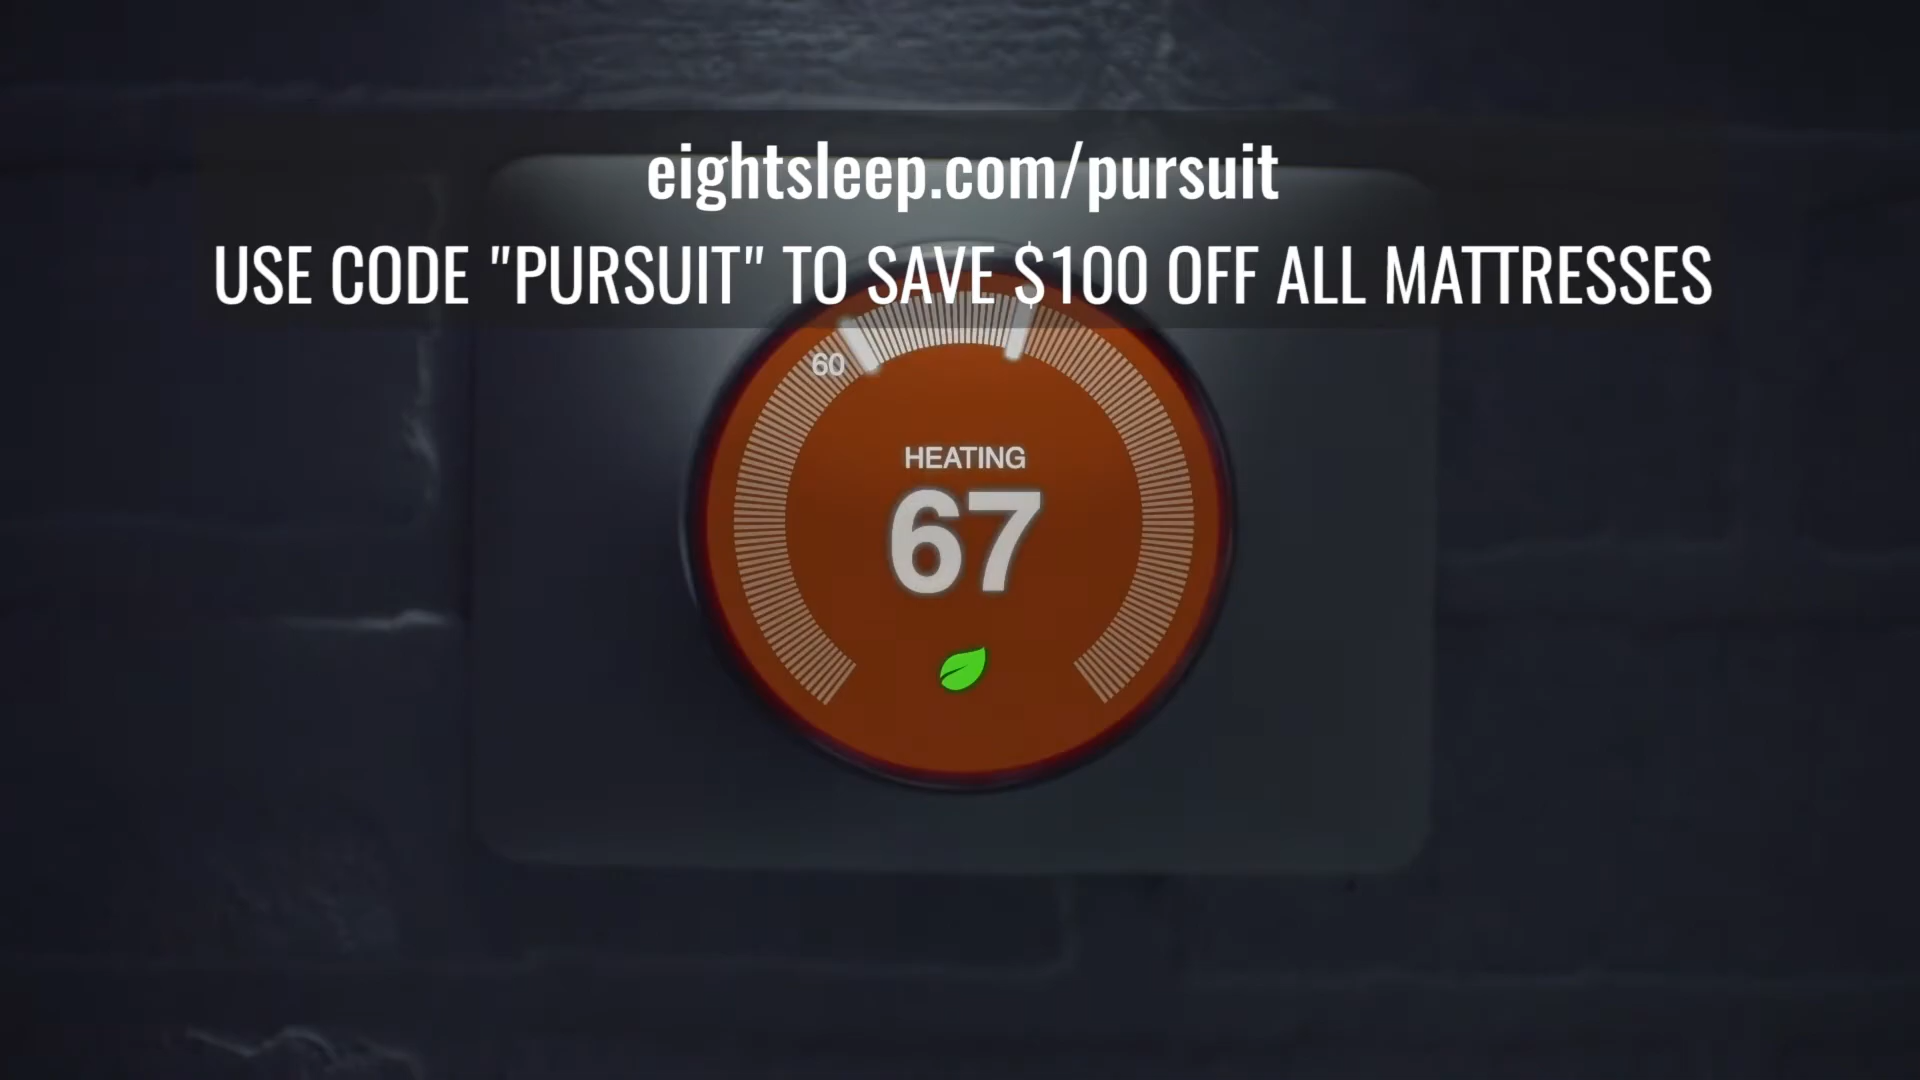 eightsleep.com/pursuit
USE CODE "PURSUIT" TO SAVE $100 OFF ALL MATTRESSES
60
HEATING
67